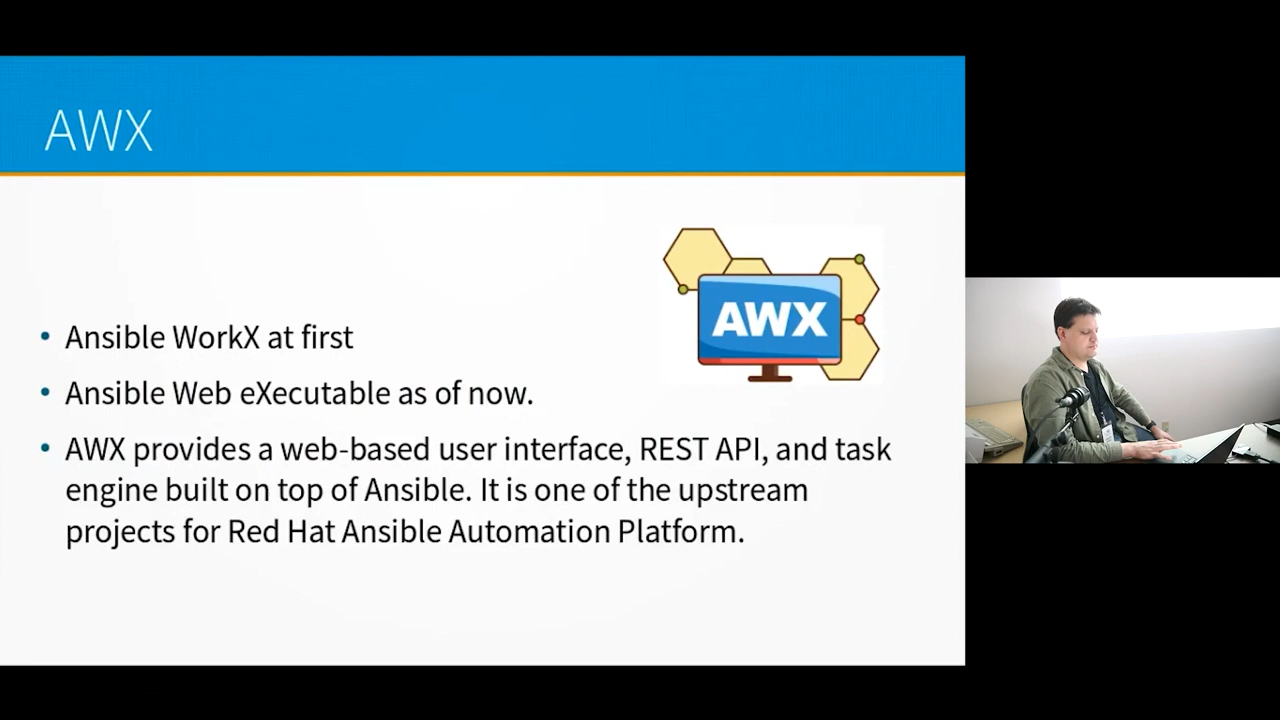 AWX
AWX
Ansible WorkX at first
Ansible Web eXecutable as of now.
AWX provides a web-based user interface, REST API, and task
engine built on top of Ansible. It is one of the upstream
projects for Red Hat Ansible Automation Platform.